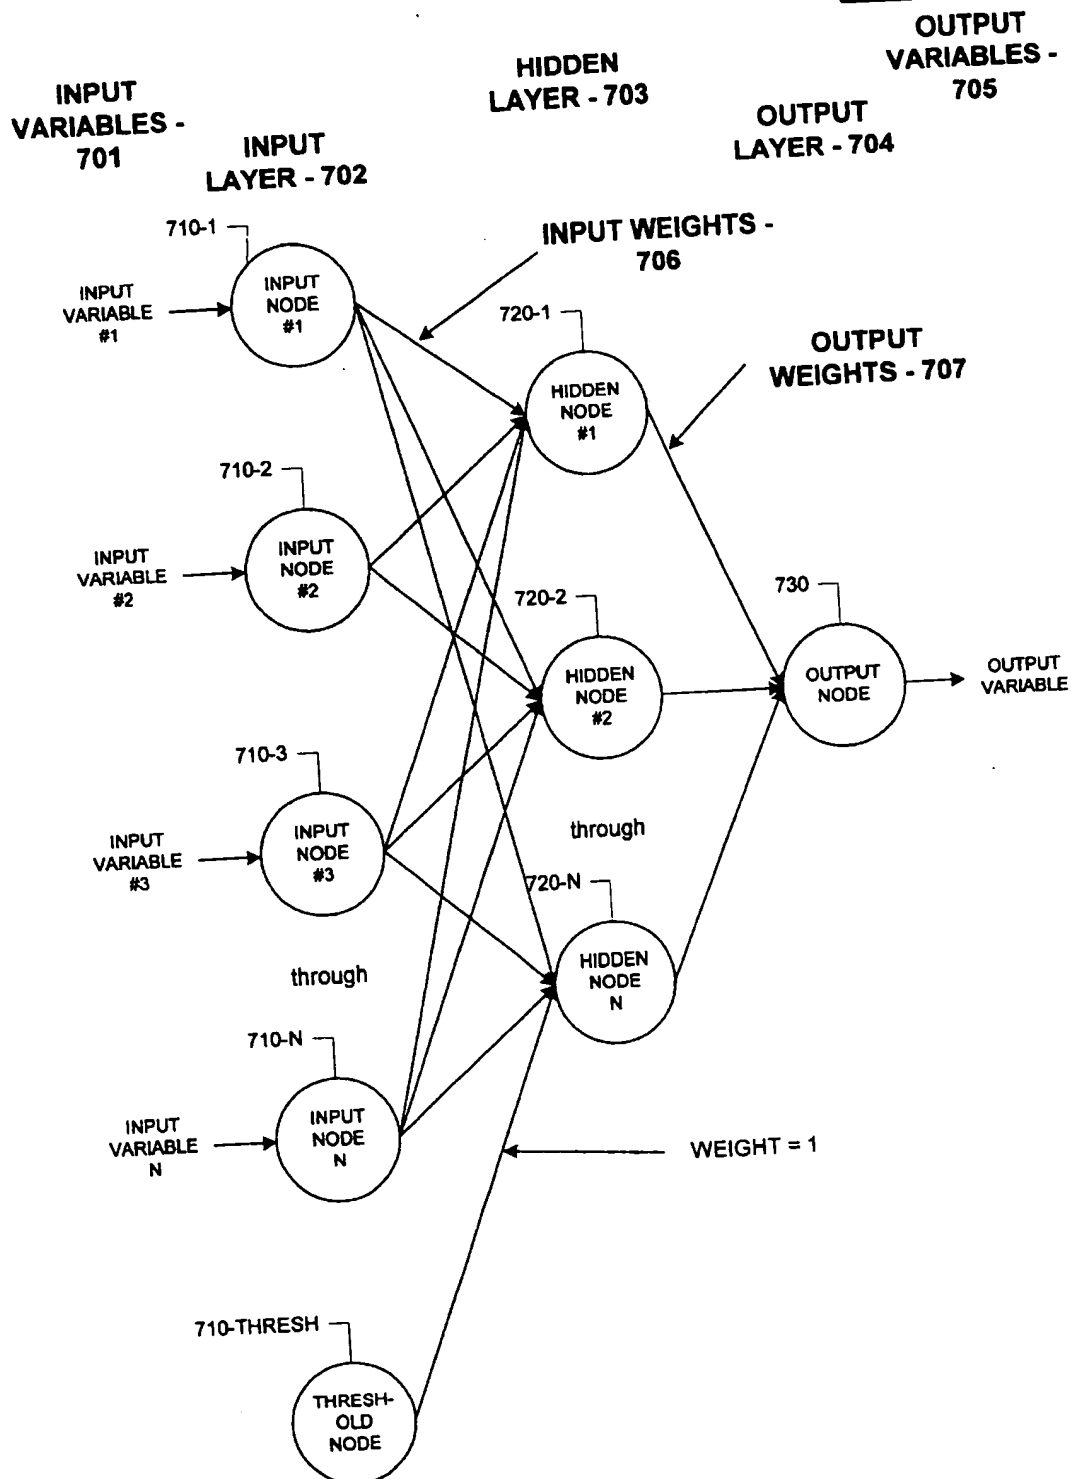 OUTPUT
VARIABLES -
705
HIDDEN
LAYER - 703
INPUT
VARIABLES -
701
OUTPUT
LAYER - 704
INPUT
LAYER - 702
710-1
INPUT WEIGHTS -
706
INPUT
VARIABLE
#1
INPUT
NODE
#1
720-1
OUTPUT
WEIGHTS - 707
HIDDEN
NODE
#1
710-2
INPUT
VARIABLE
#2
INPUT
NODE
#2
720-2
730
HIDDEN
NODE
#2
OUTPUT
NODE
OUTPUT
VARIABLE
710-3
INPUT
VARIABLE
#3
INPUT
NODE
#3
through
720-N
through
HIDDEN
NODE
N
710-N
INPUT
VARIABLE
N
INPUT
NODE
N
WEIGHT = 1
710-THRESH
THRESH-
OLD
NODE